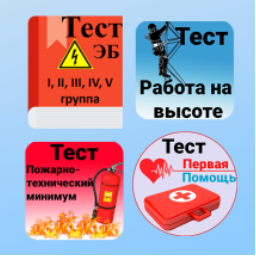 Тест
ЭБ
I, II, III, IV, V
группа
Тест
Работа на
высоте
Тест
Пожарно-
технический
минимум
Тест
Первая
Помощь